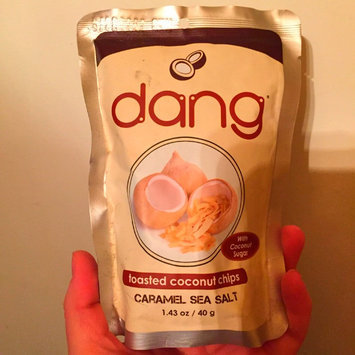 dang
With
Coconut
Sugar
toasted coconut chips
CARAMEL SEA SALT
1.43 oz / 40 g